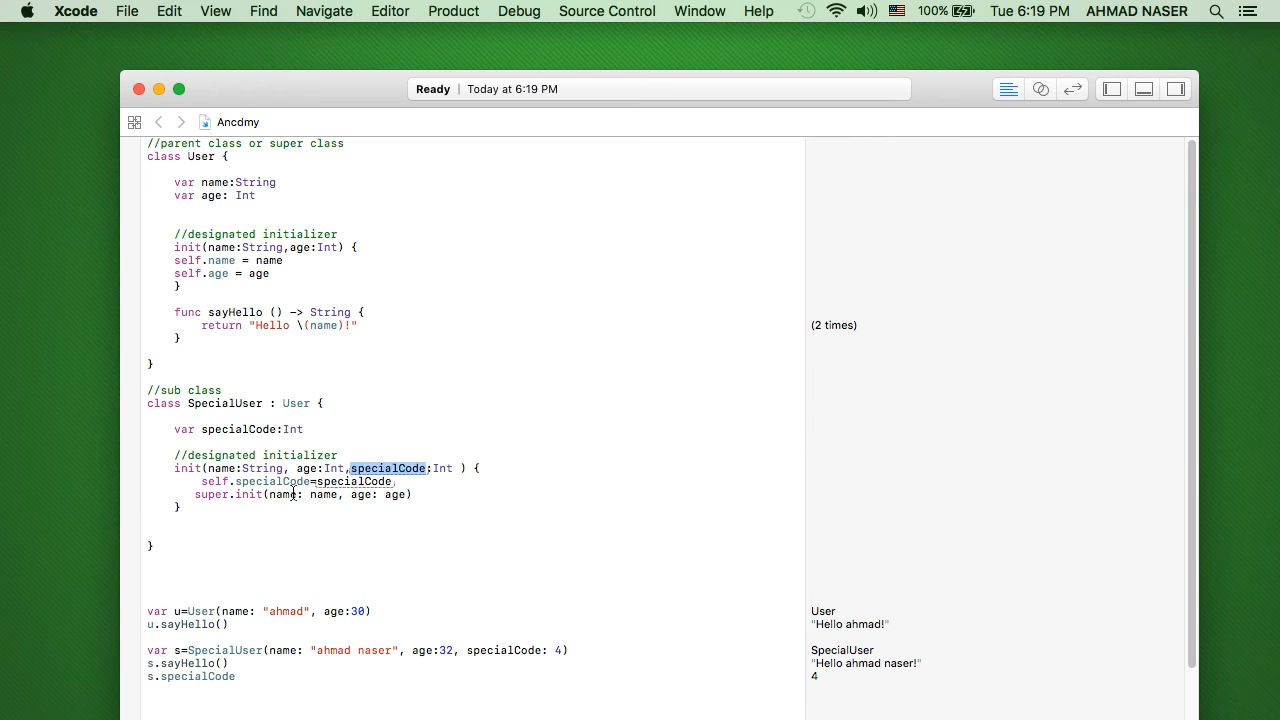 Xcode File Edit View Find Navigate Editor Product Debug Source Control Window Help 100% Tue 6:19 PM AHMAD NASER
Ready | Today at 6:19 PM
Ancdmy
//parent class or super class
class User {
var name:String
var age: Int
//designated initializer
init(name:String,age:Int) {
self.name = name
self.age = age
}
func sayHello () -> String {
return "Hello \(name)!"
(2 times)
}
}
//sub class
class SpecialUser : User {
var specialCode:Int
//designated initializer
init(name:String, age:Int,specialCode:Int ) {
self.specialCode=specialCode
super.init(name: name, age: age)
}
}
var u=User(name: "ahmad", age:30)
User
u.sayHello()
"Hello ahmad!"
var s=SpecialUser(name: "ahmad naser", age:32, specialCode: 4)
SpecialUser
s.sayHello()
"Hello ahmad naser!"
s.specialCode
4